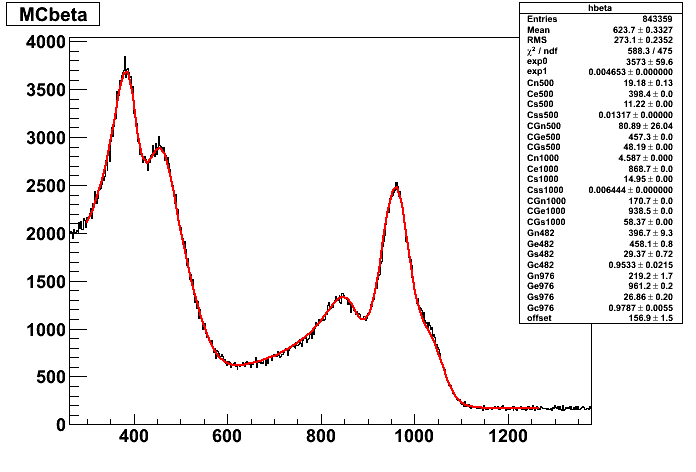 MCbeta
hbeta
Entries 843359
Mean 623.7 ± 0.3327
RMS 273.1 ± 0.2352
χ² / ndf 588.3 / 475
exp0 3573 ± 59.6
exp1 0.004653 ± 0.000000
Cn500 19.18 ± 0.13
Ce500 398.4 ± 0.0
Cs500 11.22 ± 0.00
Css500 0.01317 ± 0.00000
CGn500 80.89 ± 26.04
CGe500 457.3 ± 0.0
CGs500 48.19 ± 0.00
Cn1000 4.587 ± 0.000
Ce1000 868.7 ± 0.0
Cs1000 14.95 ± 0.00
Css1000 0.006444 ± 0.000000
CGn1000 170.7 ± 0.0
CGe1000 938.5 ± 0.0
CGs1000 58.37 ± 0.00
Gn482 396.7 ± 9.3
Ge482 458.1 ± 0.8
Gs482 29.37 ± 0.72
Gc482 0.9533 ± 0.0215
Gn976 219.2 ± 1.7
Ge976 961.2 ± 0.2
Gs976 26.86 ± 0.20
Gc976 0.9787 ± 0.0055
offset 156.9 ± 1.5
4000
3500
3000
2500
2000
1500
1000
500
0
400 600 800 1000 1200